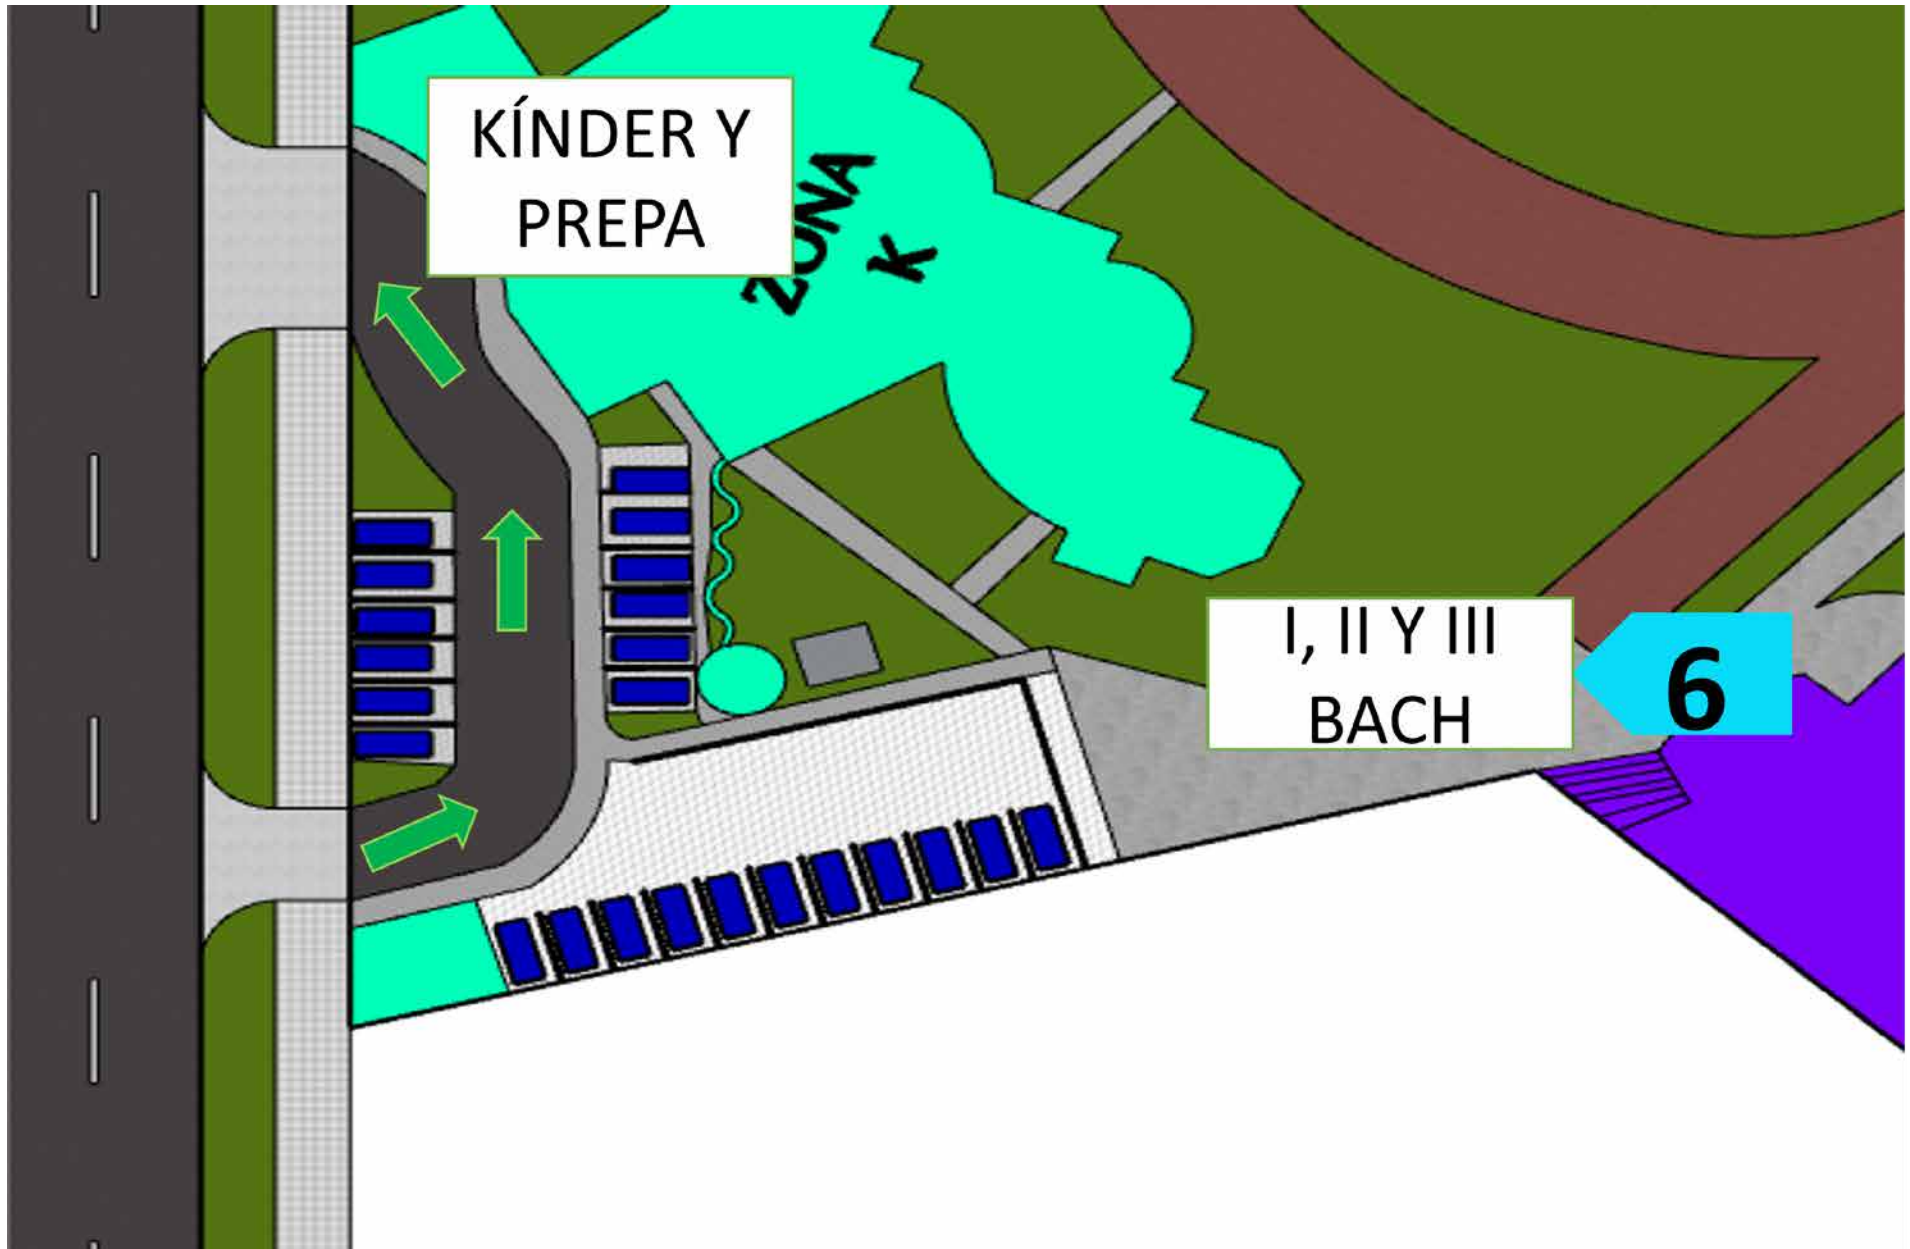 KÍNDER Y
PREPA
ZONA
K
I, II Y III
BACH
6